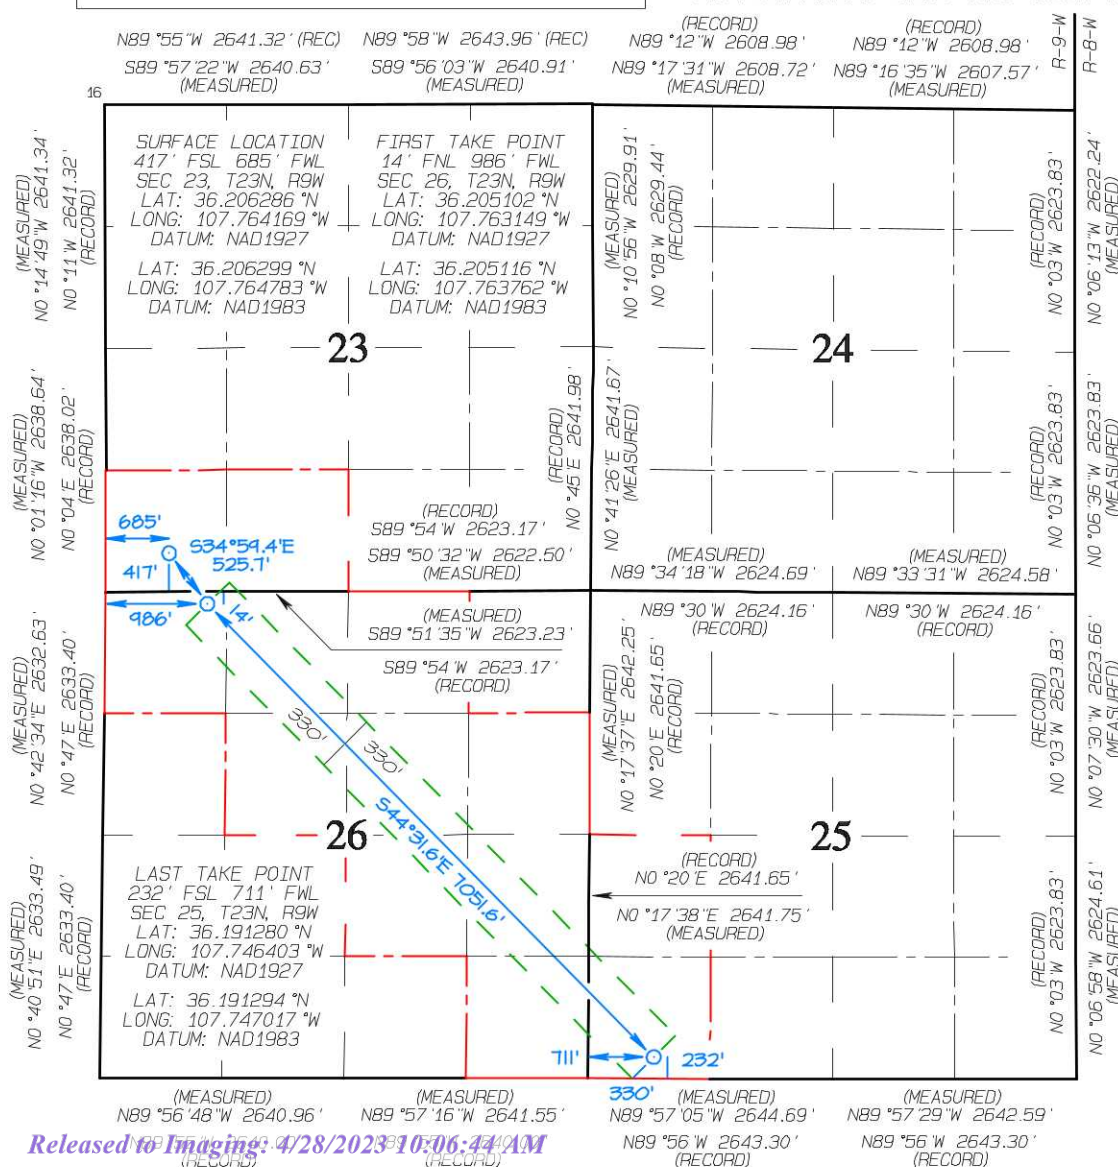 (RECORD)
(RECORD)
N89°55'W 2641.32'(REC)
N89°58'W 2643.96'(REC)
N89°12'W 2608.98'
N89°12'W 2608.98'
S89°57'22"W 2640.63'
S89°56'03"W 2640.91'
N89°17'31"W 2608.72'
N89°16'35"W 2607.57'
(MEASURED)
(MEASURED)
(MEASURED)
(MEASURED)
R-9-W
R-8-W
16
SURFACE LOCATION
417' FSL 685' FWL
SEC 23, T23N, R9W
LAT: 36.206286°N
LONG: 107.764169°W
DATUM: NAD1927
LAT: 36.206299°N
LONG: 107.764783°W
DATUM: NAD1983
FIRST TAKE POINT
14' FNL 986' FWL
SEC 26, T23N, R9W
LAT: 36.205102°N
LONG: 107.763149°W
DATUM: NAD1927
LAT: 36.205116°N
LONG: 107.763762°W
DATUM: NAD1983
(MEASURED)
N0°14'49"W 2641.34'
N0°11'W 2641.32'
(RECORD)
(MEASURED)
N0°10'56"W 2629.91'
N0°08'W 2629.44'
(RECORD)
(RECORD)
N0°03'W 2623.83'
N0°06'13"W 2622.24'
(MEASURED)
23
24
(MEASURED)
N0°01'16"W 2638.64'
N0°04'E 2638.02'
(RECORD)
(RECORD)
N0°45'E 2641.98'
N0°41'26"E 2641.67'
(MEASURED)
(RECORD)
N0°03'W 2623.83'
N0°06'35"W 2623.83'
(MEASURED)
(RECORD)
S89°54'W 2623.17'
S89°50'32"W 2622.50'
(MEASURED)
(MEASURED)
N89°34'18"W 2624.69'
(MEASURED)
N89°33'31"W 2624.58'
685'
S34°59.4'E
525.7'
417'
986'
14'
(MEASURED)
S89°51'35"W 2623.23'
S89°54'W 2623.17'
(RECORD)
N89°30'W 2624.16'
(RECORD)
N89°30'W 2624.16'
(RECORD)
(MEASURED)
N0°42'34"E 2632.63'
N0°47'E 2633.40'
(RECORD)
(MEASURED)
N0°17'37"E 2642.25'
N0°20'E 2641.65'
(RECORD)
(RECORD)
N0°03'W 2623.83'
N0°07'30"W 2623.66'
(MEASURED)
330'
330'
S44°31.6'E 7051.6'
26
25
LAST TAKE POINT
232' FSL 711' FWL
SEC 25, T23N, R9W
LAT: 36.191280°N
LONG: 107.746403°W
DATUM: NAD1927
LAT: 36.191294°N
LONG: 107.747017°W
DATUM: NAD1983
(RECORD)
N0°20'E 2641.65'
N0°17'38"E 2641.75'
(MEASURED)
(MEASURED)
N0°40'51"E 2633.49'
N0°47'E 2633.40'
(RECORD)
(RECORD)
N0°03'W 2623.83'
N0°06'58"W 2624.61'
(MEASURED)
711'
232'
330'
(MEASURED)
N89°56'48"W 2640.96'
(MEASURED)
N89°57'16"W 2641.55'
(MEASURED)
N89°57'05"W 2644.69'
(MEASURED)
N89°57'29"W 2642.59'
Released to Imaging: 4/28/2023 10:06:44 AM
N89°56'W 2643.30'
N89°56'W 2643.30'
(RECORD)
(RECORD)
(RECORD)
(RECORD)